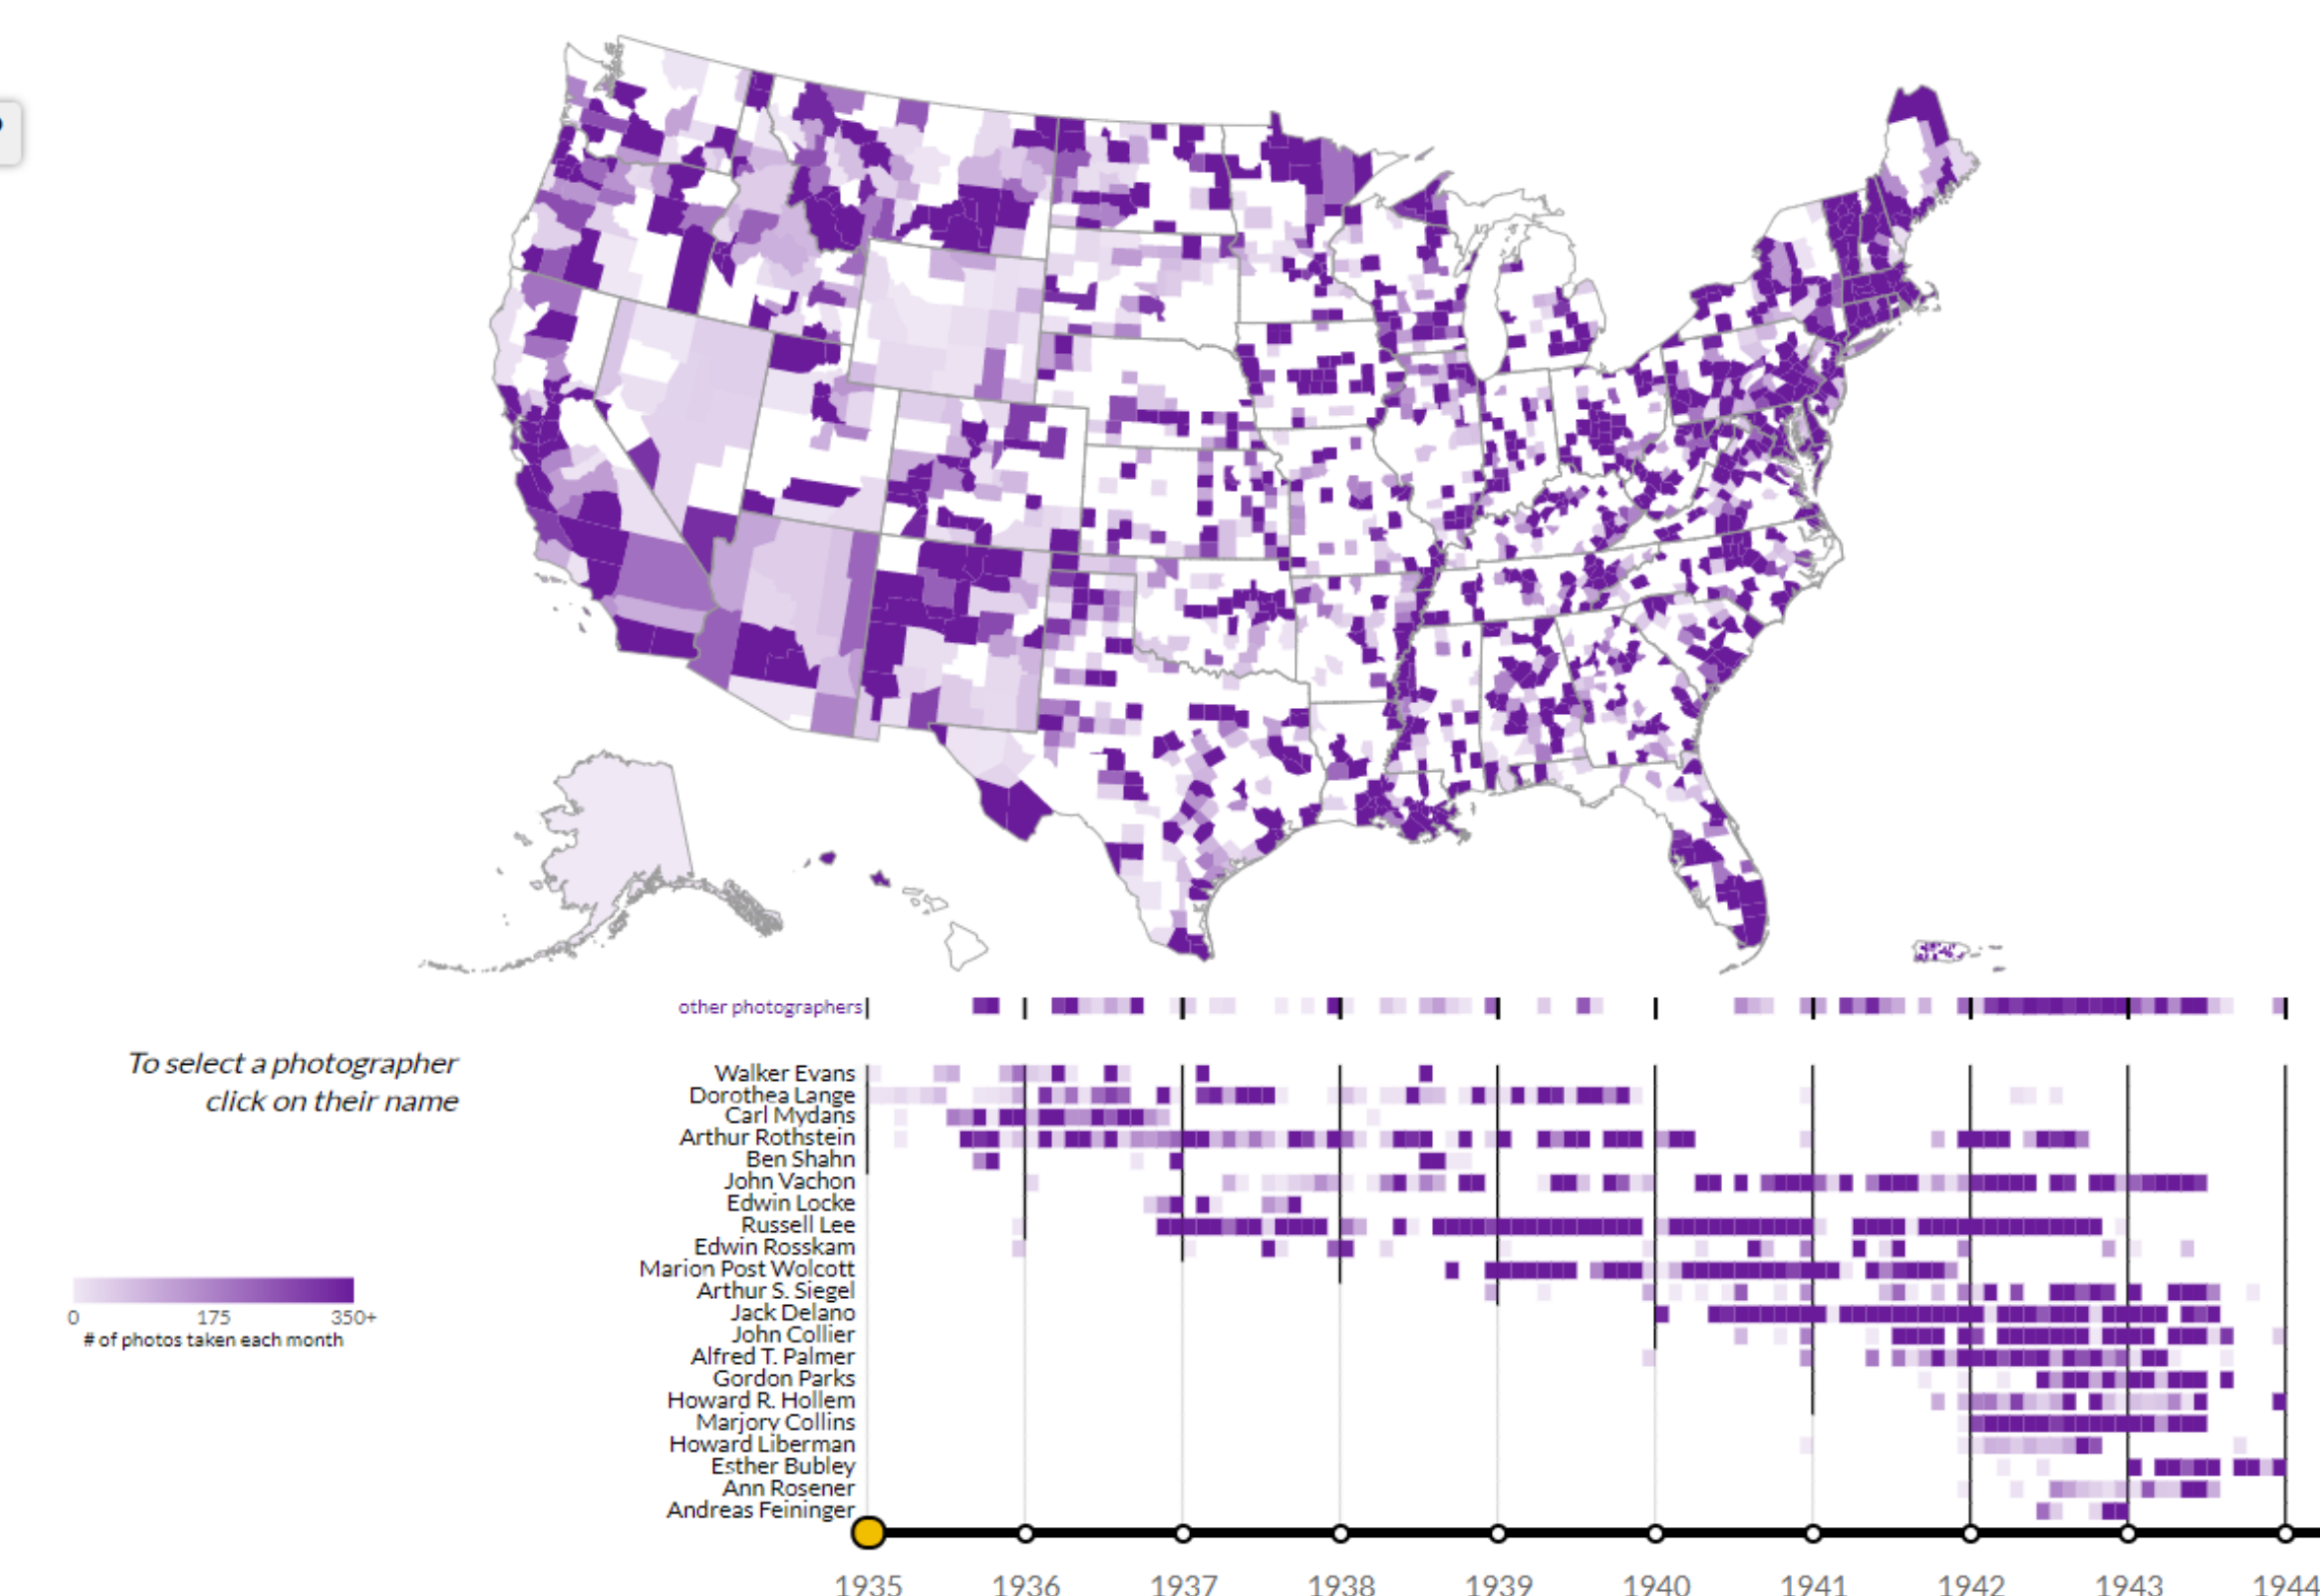 other photographers
To select a photographer
click on their name
Walker Evans
Dorothea Lange
Carl Mydans
Arthur Rothstein
Ben Shahn
John Vachon
Edwin Locke
Russell Lee
Edwin Rosskam
Marion Post Wolcott
Arthur S. Siegel
Jack Delano
John Collier
Alfred T. Palmer
Gordon Parks
Howard R. Hollem
Marjory Collins
Howard Liberman
Esther Bubley
Ann Rosener
Andreas Feininger
0 175 350+
# of photos taken each month
1935 1936 1937 1938 1939 1940 1941 1942 1943 1944